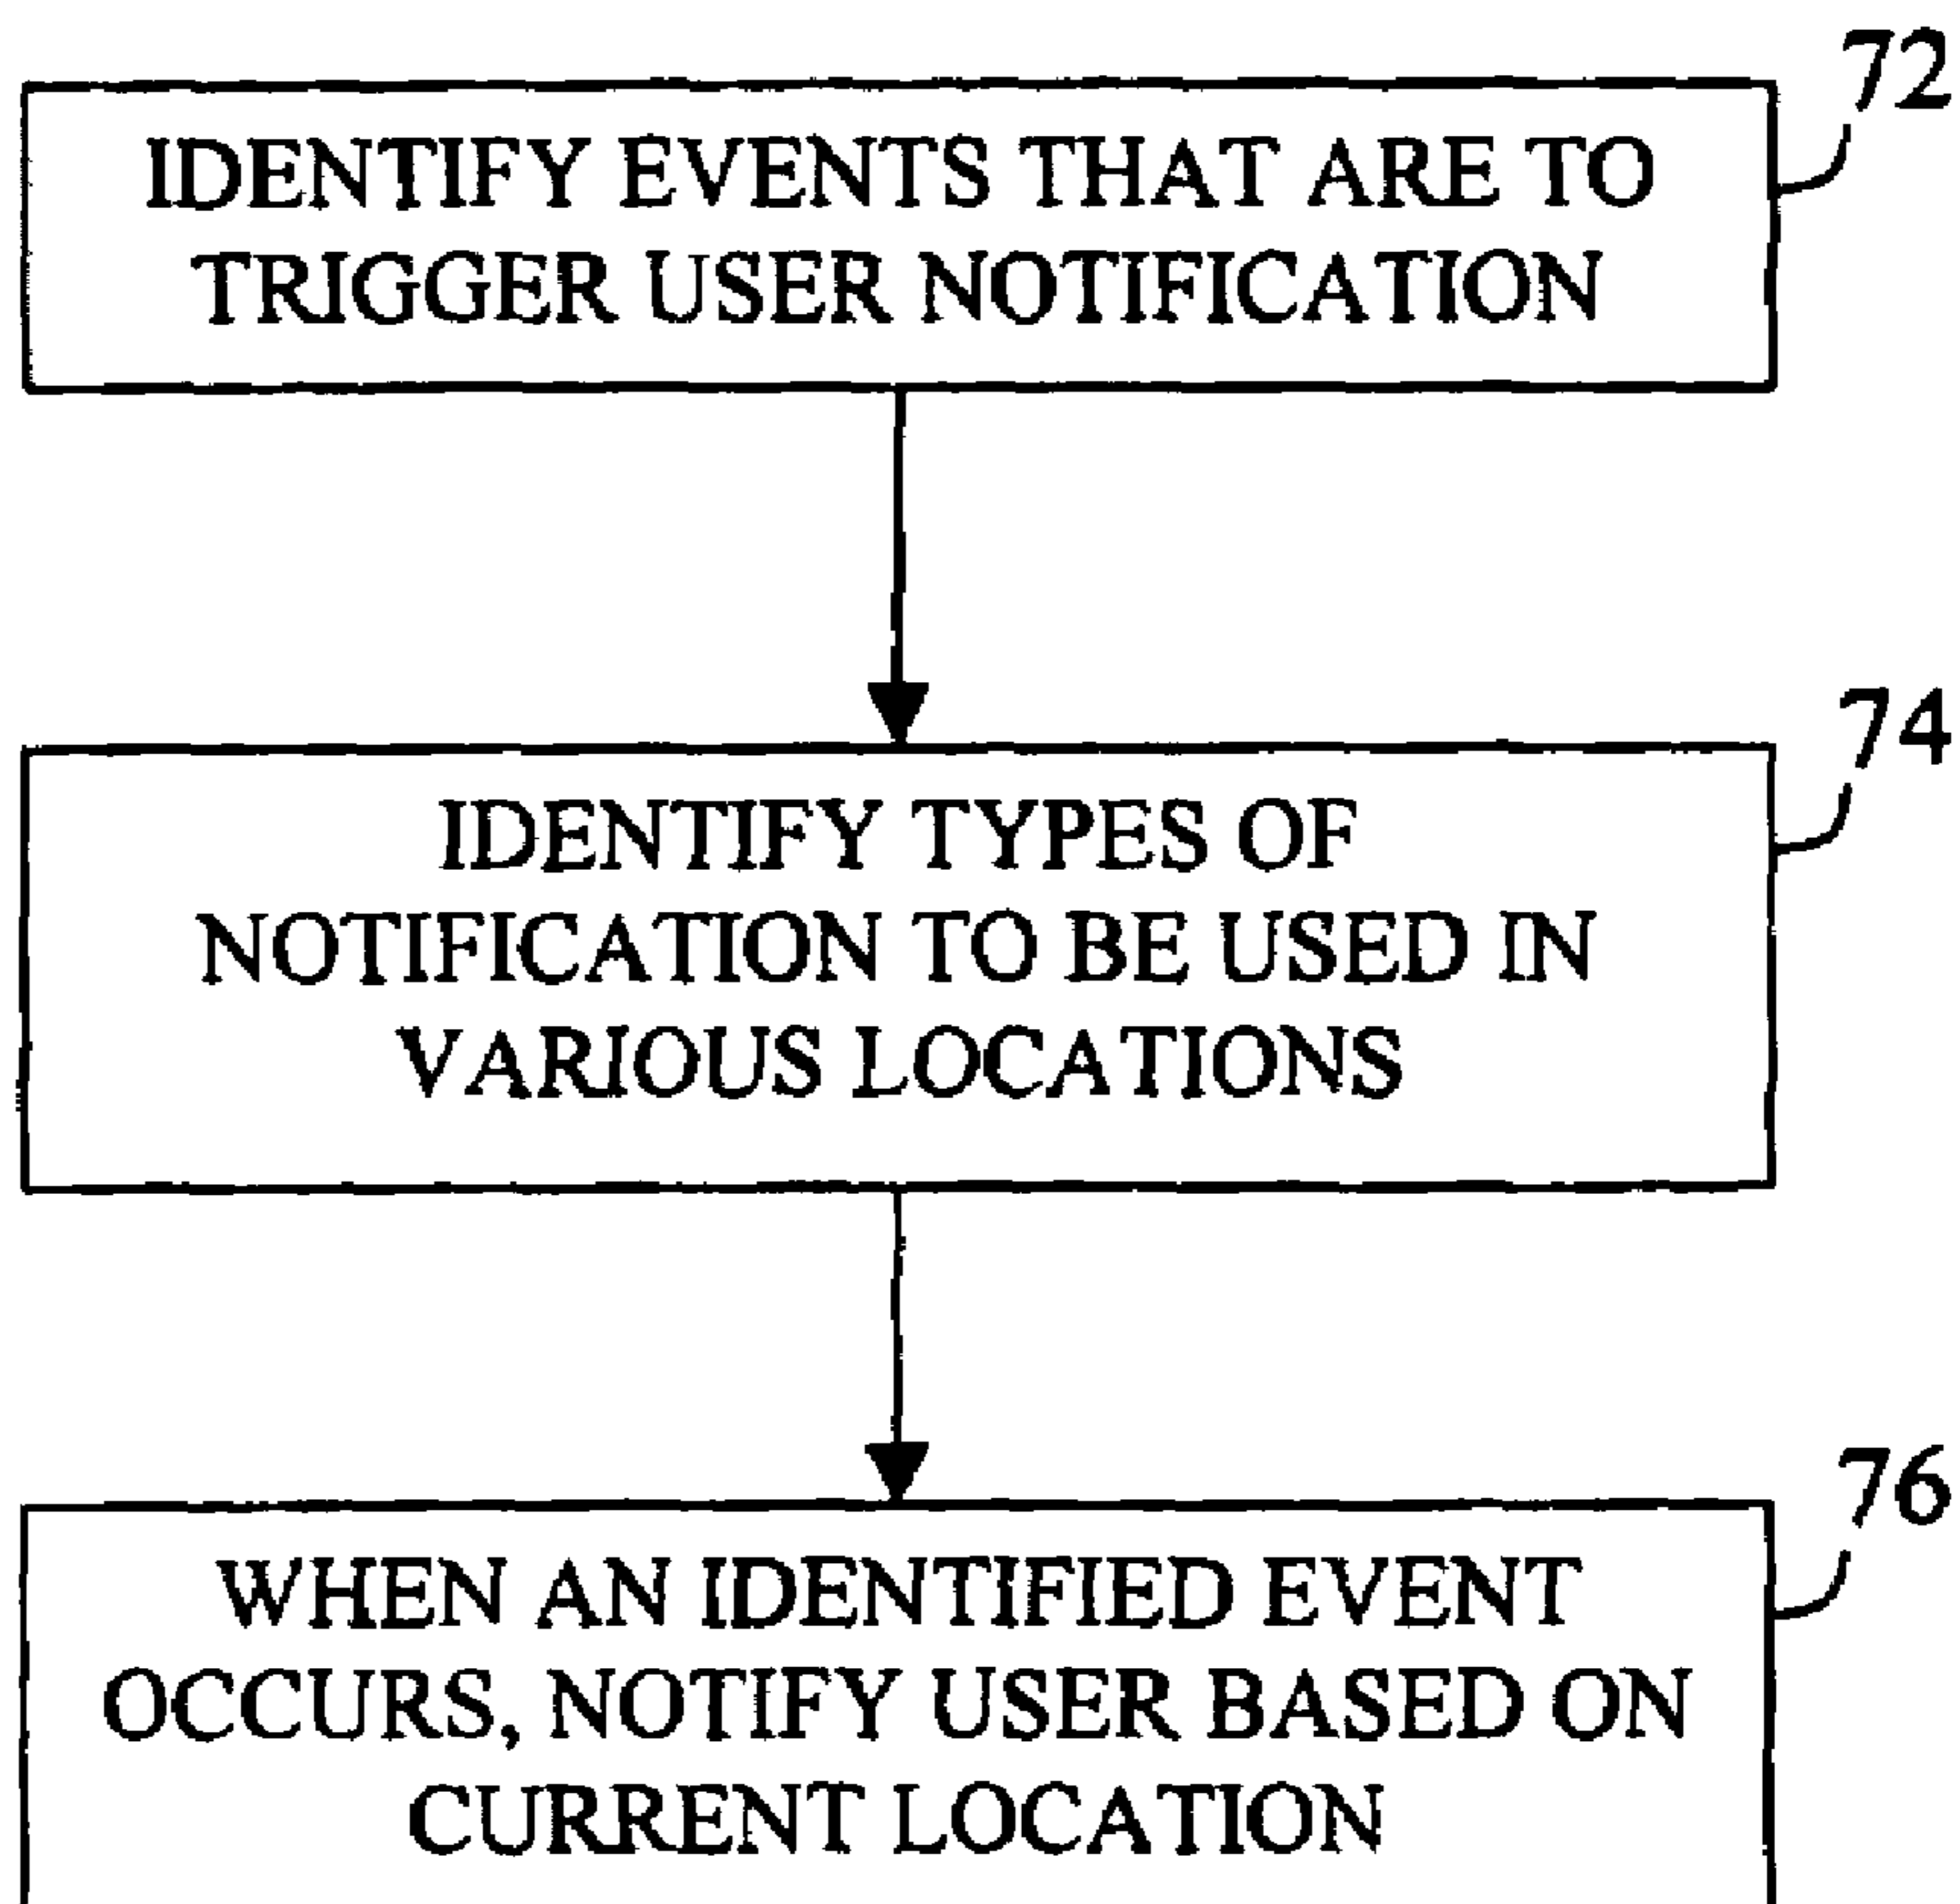 72
IDENTIFY EVENTS THAT ARE TO
TRIGGER USER NOTIFICATION
74
IDENTIFY TYPES OF
NOTIFICATION TO BE USED IN
VARIOUS LOCATIONS
76
WHEN AN IDENTIFIED EVENT
OCCURS, NOTIFY USER BASED ON
CURRENT LOCATION